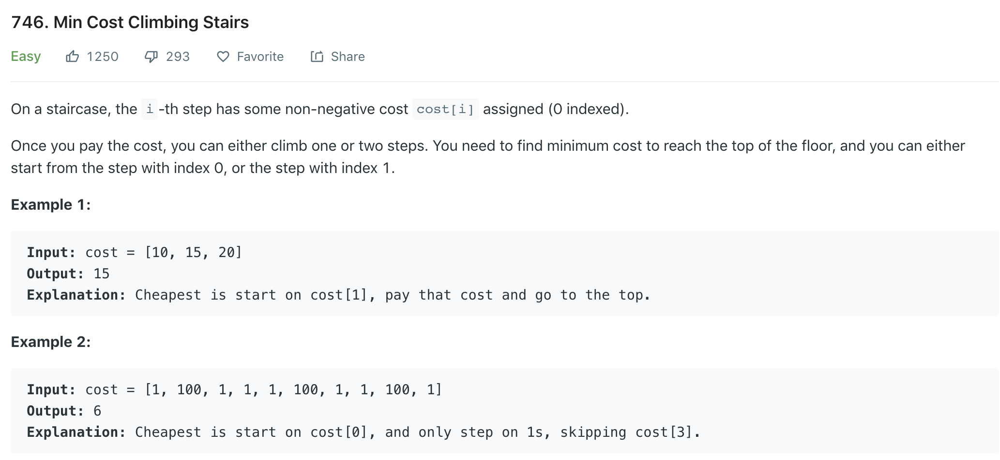 746. Min Cost Climbing Stairs
Easy 1250 293 Favorite Share
On a staircase, the i -th step has some non-negative cost cost[i] assigned (0 indexed).
Once you pay the cost, you can either climb one or two steps. You need to find minimum cost to reach the top of the floor, and you can either
start from the step with index 0, or the step with index 1.
Example 1:
Input: cost = [10, 15, 20]
Output: 15
Explanation: Cheapest is start on cost[1], pay that cost and go to the top.
Example 2:
Input: cost = [1, 100, 1, 1, 1, 100, 1, 1, 100, 1]
Output: 6
Explanation: Cheapest is start on cost[0], and only step on 1s, skipping cost[3].